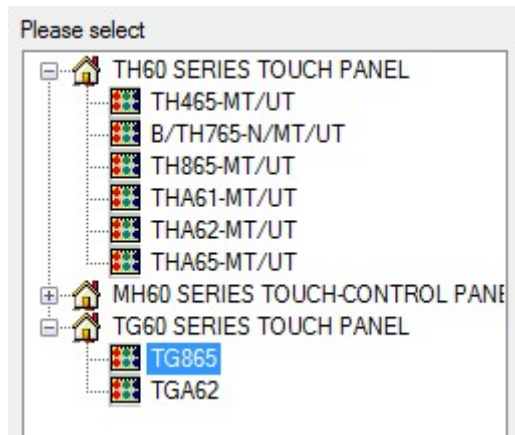 Please select
TH60 SERIES TOUCH PANEL
TH465-MT/UT
B/TH765-N/MT/UT
TH865-MT/UT
THA61-MT/UT
THA62-MT/UT
THA65-MT/UT
MH60 SERIES TOUCH-CONTROL PANE
TG60 SERIES TOUCH PANEL
TG865
TGA62